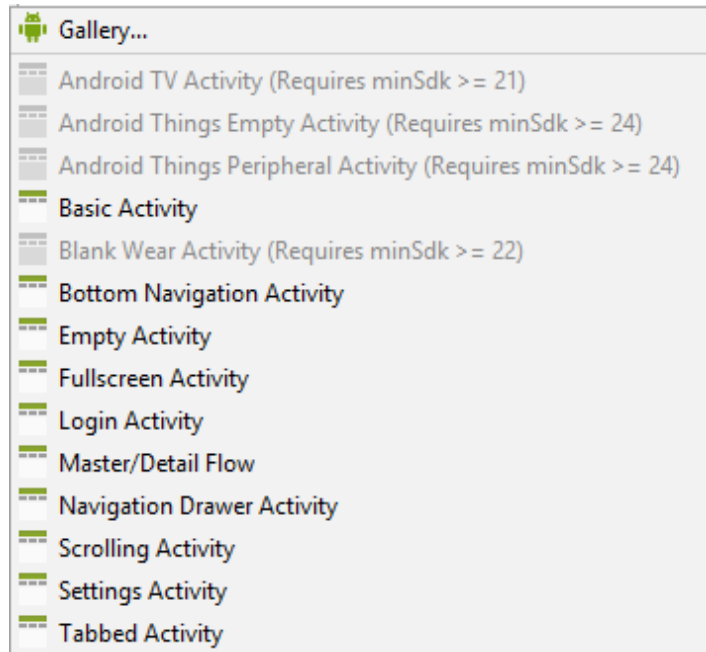 Gallery...
Android TV Activity (Requires minSdk >= 21)
Android Things Empty Activity (Requires minSdk >= 24)
Android Things Peripheral Activity (Requires minSdk >= 24)
Basic Activity
Blank Wear Activity (Requires minSdk >= 22)
Bottom Navigation Activity
Empty Activity
Fullscreen Activity
Login Activity
Master/Detail Flow
Navigation Drawer Activity
Scrolling Activity
Settings Activity
Tabbed Activity